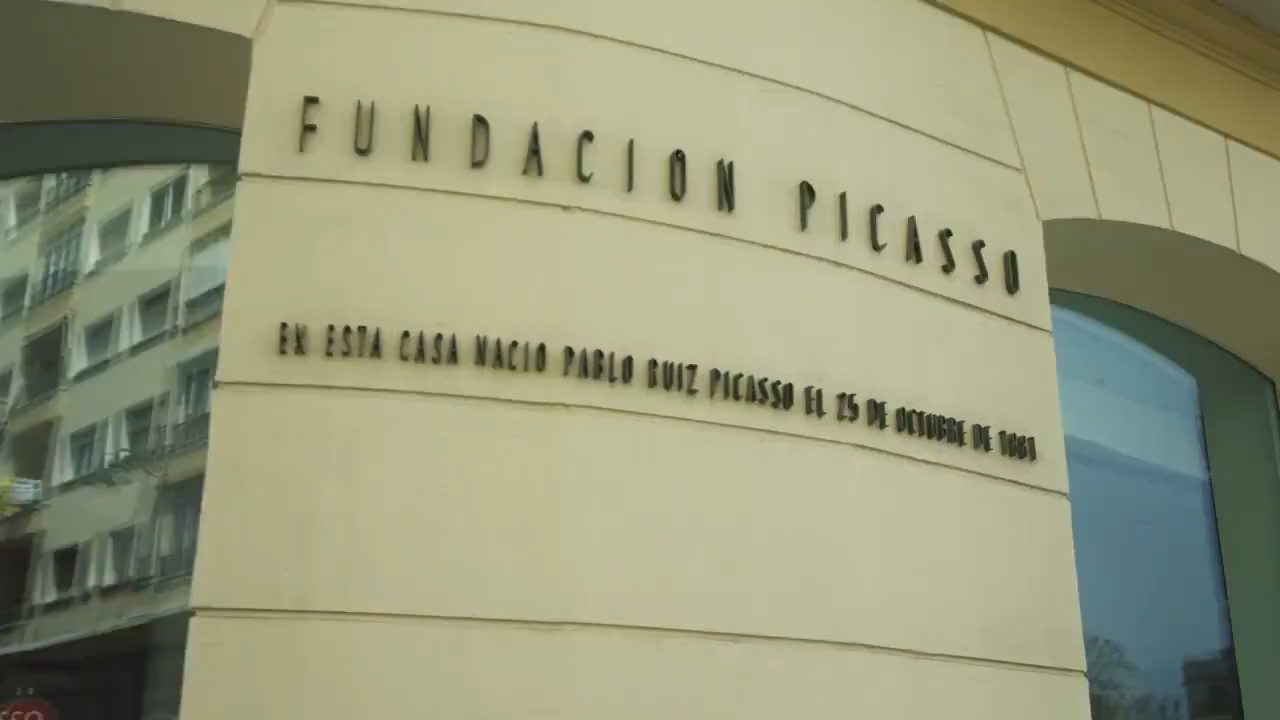 FUNDACION PICASSO
EN ESTA CASA NACIO PABLO RUIZ PICASSO EL 25 DE OCTUBRE DE 1881